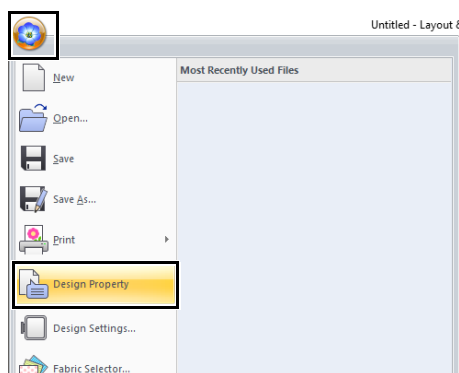 Untitled - Layout &
Most Recently Used Files
New
Open...
Save
Save As...
Print
Design Property
Design Settings...
Fabric Selector...